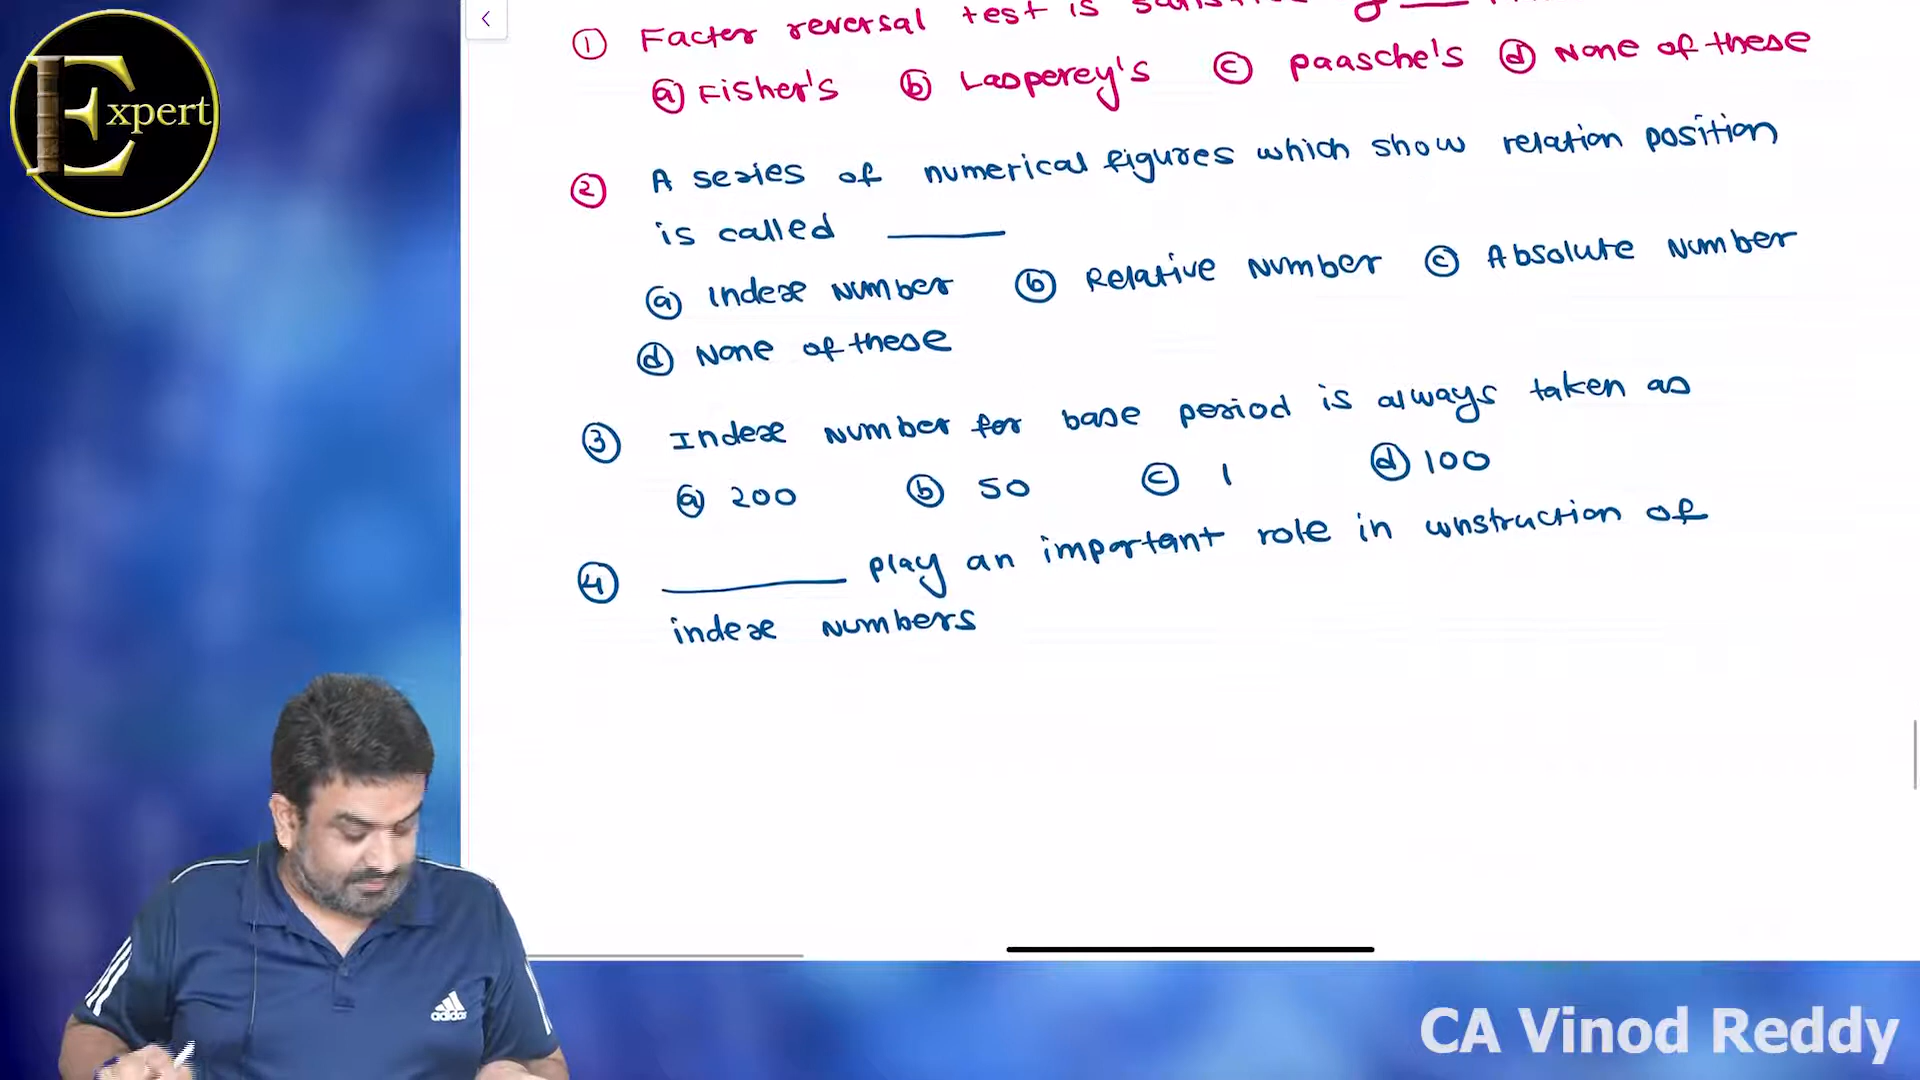 Expert
① Factor reversal test is
ⓐ Fisher's ⓑ Lasperey's ⓒ Paasche's ⓓ None of these
② A series of numerical figures which show relation position
is called ______
ⓐ Index Number ⓑ Relative Number ⓒ Absolute Number
ⓓ None of these
③ Index number for base period is always taken as
ⓐ 200 ⓑ 50 ⓒ 1 ⓓ 100
④ ______ play an important role in construction of
index numbers
adidas
CA Vinod Reddy